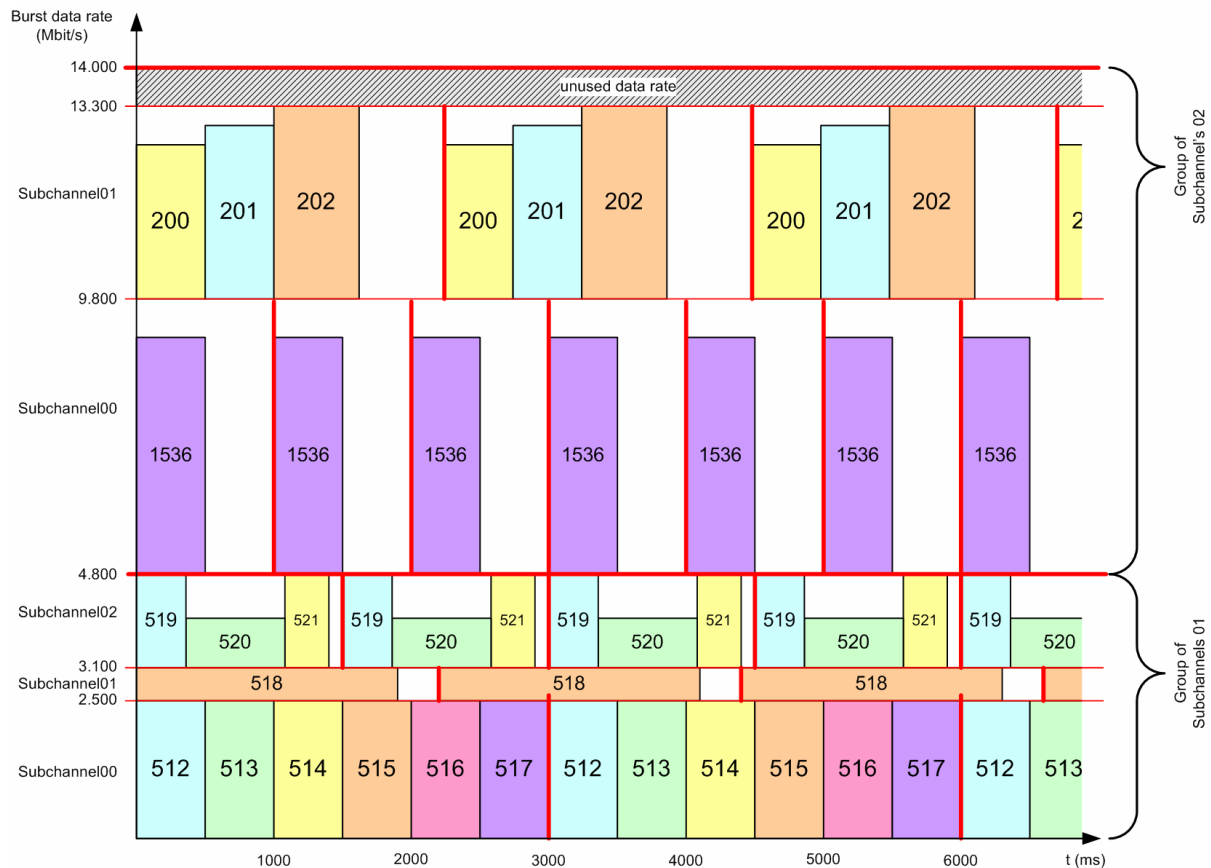 Burst data rate
(Mbit/s)
14.000
unused data rate
13.300
Subchannel01
200 201 202 200 201 202 200 201 202 2
9.800
Subchannel00
1536 1536 1536 1536 1536 1536 1536
4.800
Subchannel02
519 520 521 519 520 521 519 520 521 519 520 521 519 520
3.100
Subchannel01
518 518 518
2.500
Subchannel00
512 513 514 515 516 517 512 513 514 515 516 517 512 513
1000 2000 3000 4000 5000 6000 t (ms)
Group of
Subchannel's 02
Group of
Subchannels 01